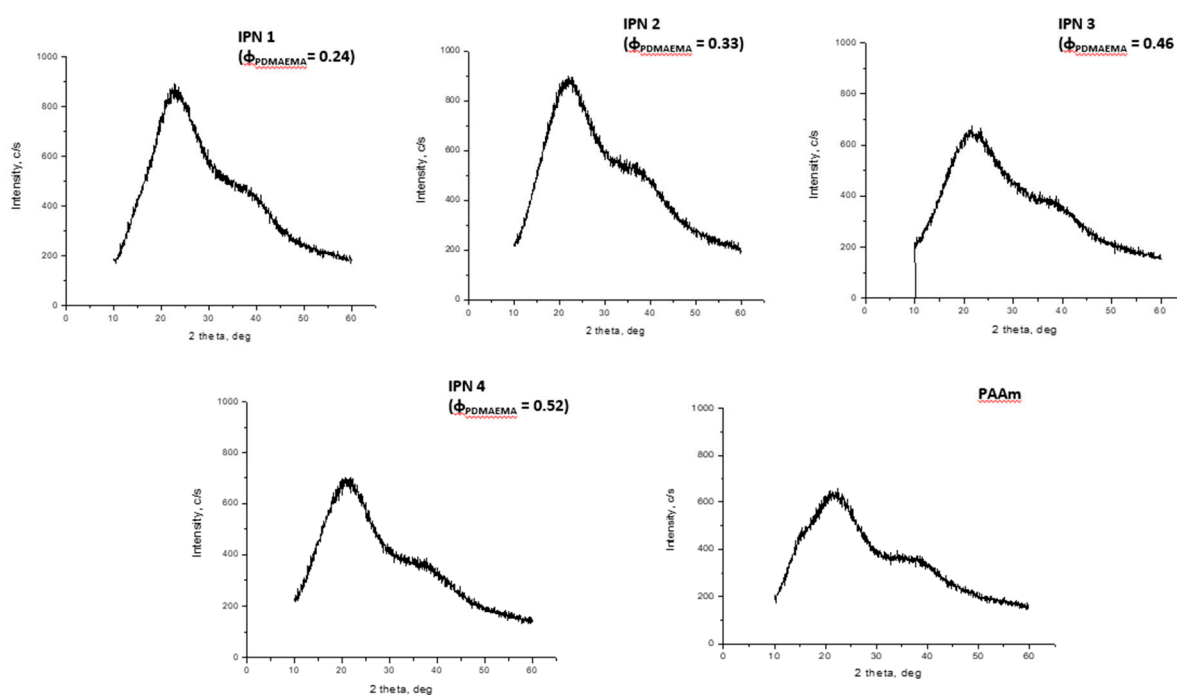 IPN 1
(ϕPDMAEMA= 0.24)
Intensity, c/s
1000
800
600
400
200
0
0 10 20 30 40 50 60
2 theta, deg
IPN 2
(ϕPDMAEMA = 0.33)
Intensity, c/s
1000
800
600
400
200
0
0 10 20 30 40 50 60
2 theta, deg
IPN 3
(ϕPDMAEMA = 0.46
Intensity, c/s
1000
800
600
400
200
0
0 10 20 30 40 50 60
2 theta, deg
IPN 4
(ϕPDMAEMA = 0.52)
Intensity, c/s
1000
800
600
400
200
0
0 10 20 30 40 50 60
2 theta, deg
PAAm
Intensity, c/s
1000
800
600
400
200
0
0 10 20 30 40 50 60
2 theta, deg